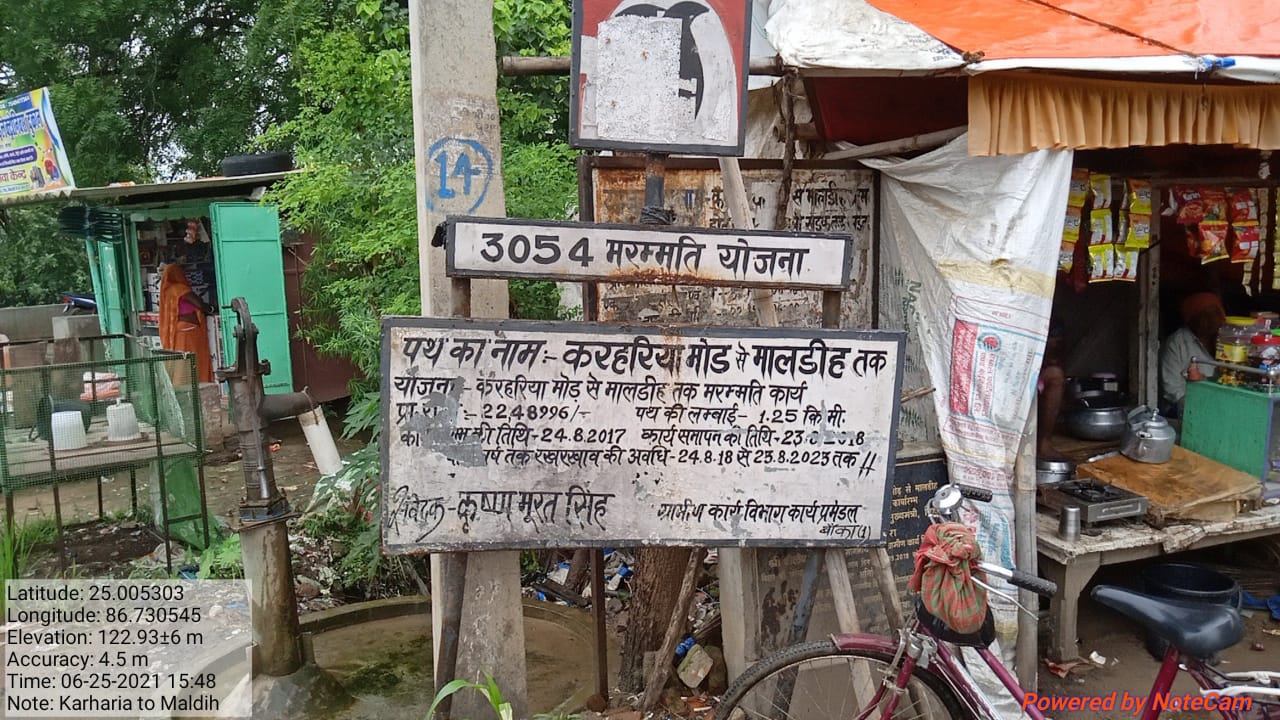 14
3054 मरम्मति योजना
पथ का नाम:- करहरिया मोड़ से मालडीह तक
योजना - करहरिया मोड़ से मालडीह तक मरम्मति कार्य
:- 22,48996/- पथ की लम्बाई- 1.25 कि मी.
की तिथि-24.8.2017 कार्य समापन का तिथि-
तक रखरखाव की अवधि-24.8.18 से 23.8.2023 तक //
कृष्ण मूरत सिंह ग्रामीण कार्य विभाग कार्य प्रमंडल
बाँका (1)
से मालडीह
Latitude: 25.005303
Longitude: 86.730545
Elevation: 122.93±6 m
Accuracy: 4.5 m
Time: 06-25-2021 15:48
Note: Karharia to Maldih
Powered by NoteCam